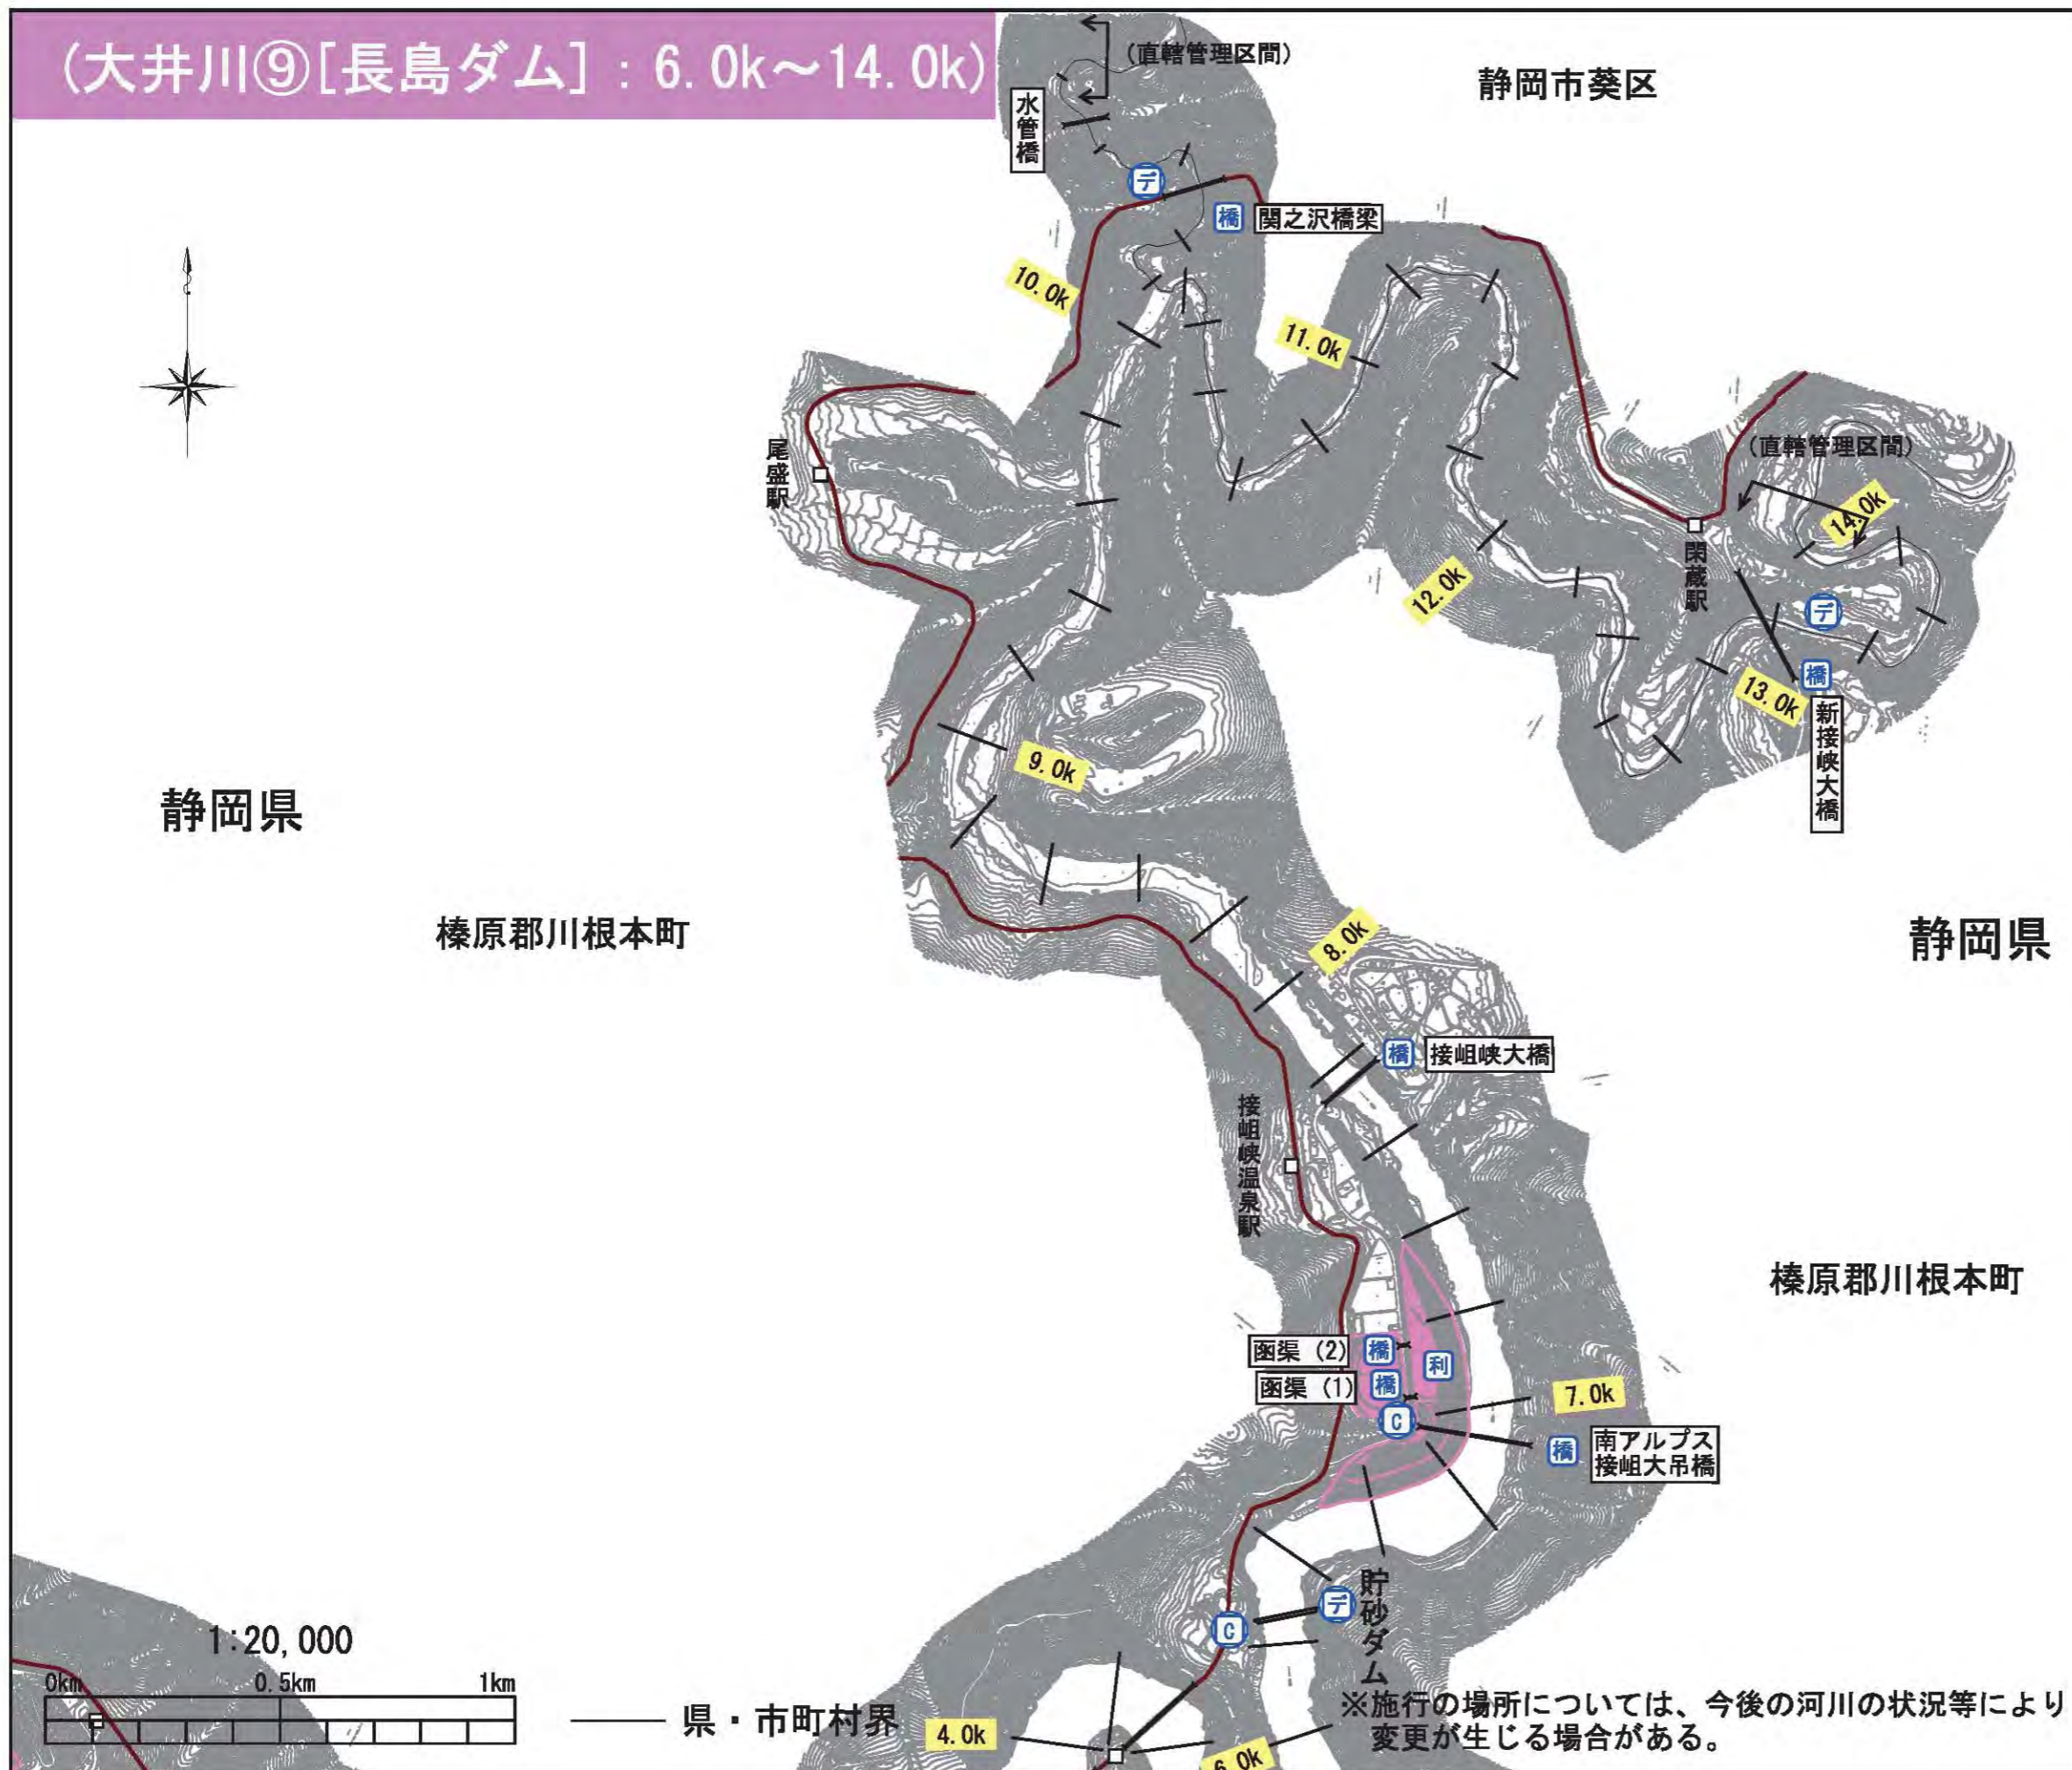 (大井川⑨[長島ダム] : 6.0k～14.0k)
(直轄管理区間)
静岡市葵区
水管橋
デ
橋
関之沢橋梁
10.0k
11.0k
尾盛駅
(直轄管理区間)
14.0k
閑蔵駅
12.0k
デ
橋
13.0k
新接岨大橋
9.0k
静岡県
榛原郡川根本町
8.0k
静岡県
橋
接岨峡大橋
接岨峡温泉駅
榛原郡川根本町
函渠 (2)
橋
利
函渠 (1)
橋
7.0k
C
橋
南アルプス
接岨大吊橋
デ
貯砂ダム
C
1:20,000
0km
0.5km
1km
県・市町村界
4.0k
6.0k
※施行の場所については、今後の河川の状況等により
変更が生じる場合がある。